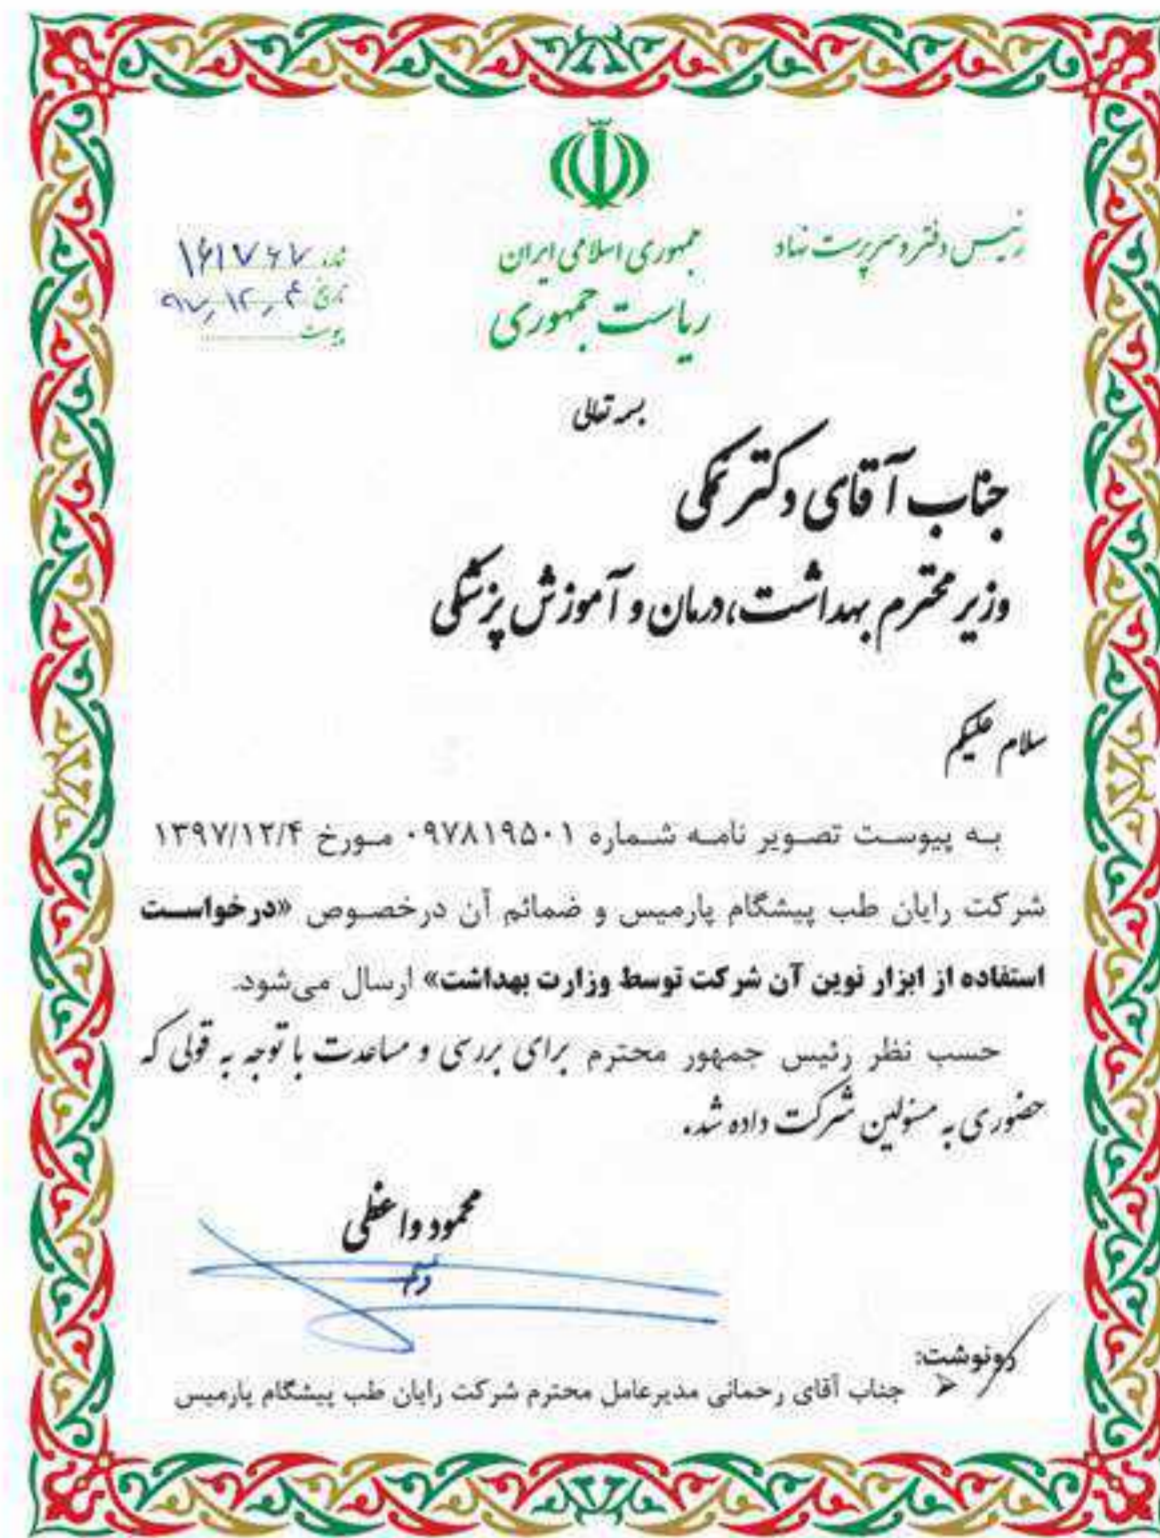 رئیس دفتر و سرپرست نهاد
جمهوری اسلامی ایران
ریاست جمهوری
شماره ۱۶۱۷۶۷
تاریخ ۹۷٫۱۲٫۴
پیوست
بسمه تعالی
جناب آقای دکتر نمکی
وزیر محترم بهداشت، درمان و آموزش پزشکی
سلام علیکم
به پیوست تصویر نامه شماره ۰۹۷۸۱۹۵۰۱ مورخ ۱۳۹۷/۱۲/۴
شرکت رایان طب پیشگام پارمیس و ضمائم آن درخصوص «درخواست
استفاده از ابزار نوین آن شرکت توسط وزارت بهداشت» ارسال می‌شود.
حسب نظر رئیس جمهور محترم برای بررسی و مساعدت با توجه به قولی که
حضوری به مسئولین شرکت داده شد.
محمود واعظی
رونوشت:
جناب آقای رحمانی مدیرعامل محترم شرکت رایان طب پیشگام پارمیس